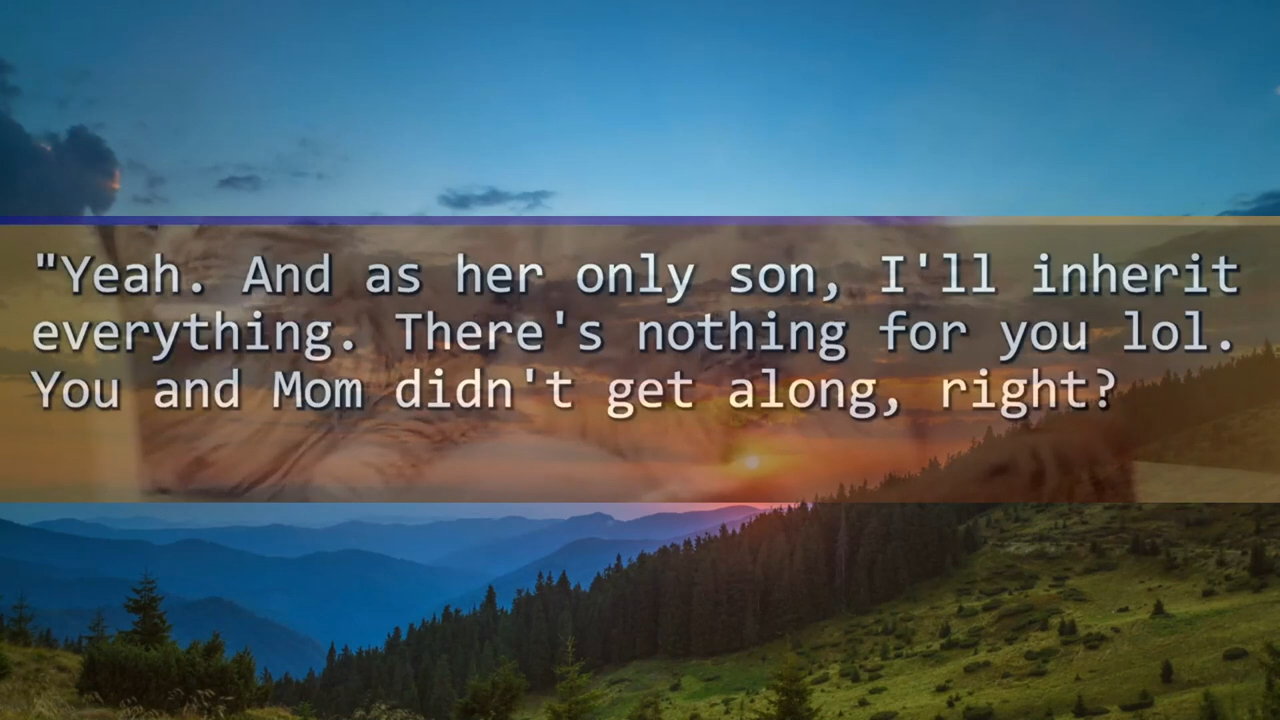 "Yeah. And as her only son, I'll inherit
everything. There's nothing for you lol.
You and Mom didn't get along, right?